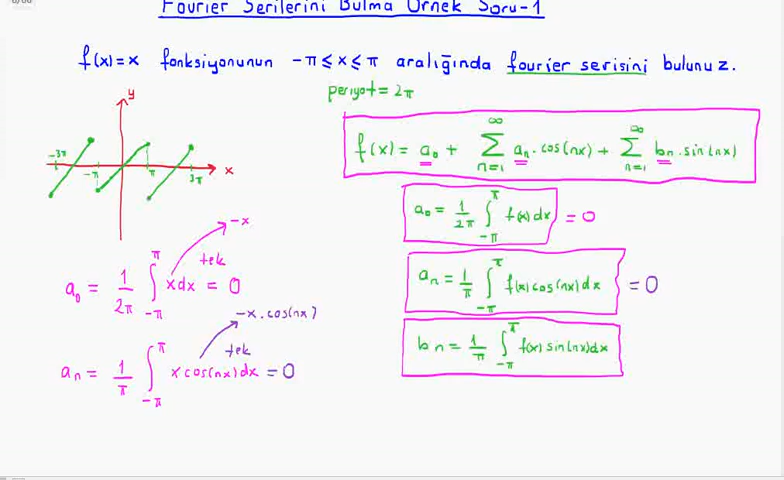 Fourier Serilerini Bulma Örnek Soru-1
f(x)=x fonksiyonunun -π≤x≤π aralığında fourier serisini bulunuz.
periyot=2π
y
-3π -π π 3π x
f(x)= a₀ + ∑_{n=1}^{∞} aₙ.cos(nx) + ∑_{n=1}^{∞} bₙ.sin(nx)
a₀ = 1/2π ∫_{-π}^{π} f(x)dx = 0
aₙ = 1/π ∫_{-π}^{π} f(x)cos(nx)dx = 0
bₙ = 1/π ∫_{-π}^{π} f(x)sin(nx)dx
-x
tek
a₀ = 1/2π ∫_{-π}^{π} xdx = 0
-x.cos(nx)
tek
aₙ = 1/π ∫_{-π}^{π} xcos(nx)dx = 0